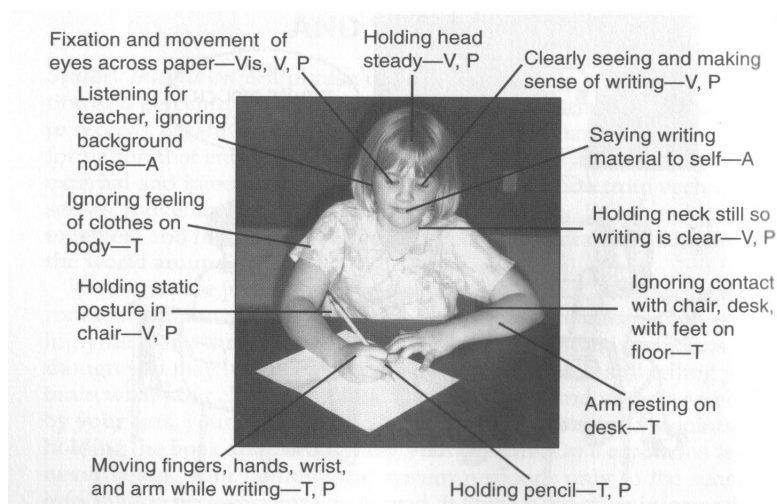 Fixation and movement of
eyes across paper—Vis, V, P
Holding head
steady—V, P
Clearly seeing and making
sense of writing—V, P
Listening for
teacher, ignoring
background
noise—A
Saying writing
material to self—A
Ignoring feeling
of clothes on
body—T
Holding neck still so
writing is clear—V, P
Holding static
posture in
chair—V, P
Ignoring contact
with chair, desk,
with feet on
floor—T
Arm resting on
desk—T
Moving fingers, hands, wrist,
and arm while writing—T, P
Holding pencil—T, P